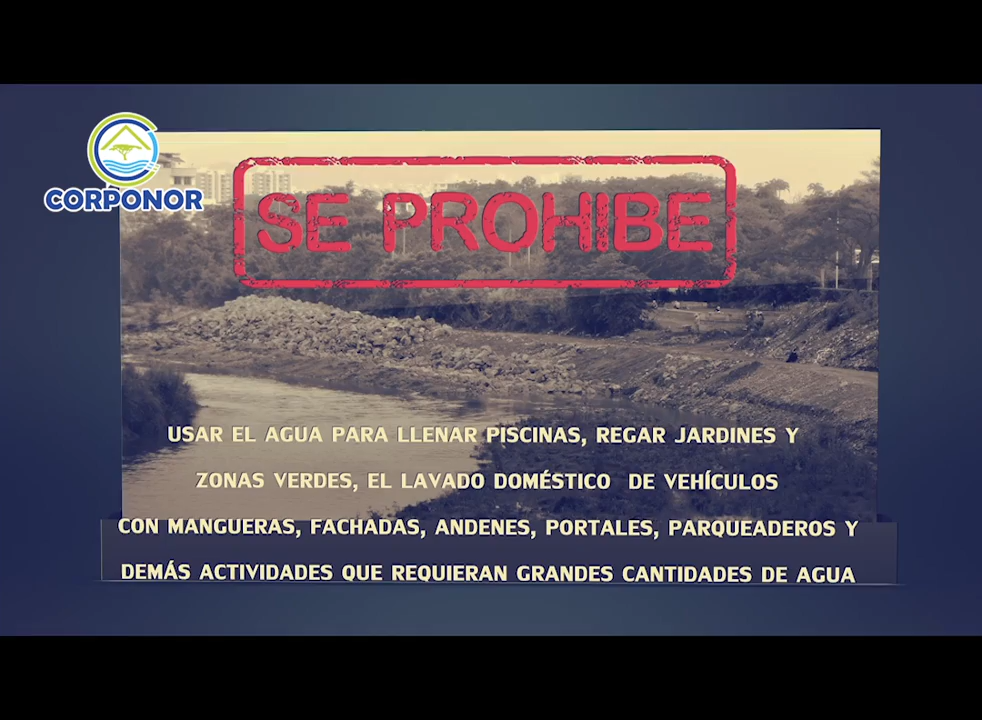 CORPONOR
SE PROHIBE
USAR EL AGUA PARA LLENAR PISCINAS, REGAR JARDINES Y
ZONAS VERDES, EL LAVADO DOMÉSTICO DE VEHÍCULOS
CON MANGUERAS, FACHADAS, ANDENES, PORTALES, PARQUEADEROS Y
DEMÁS ACTIVIDADES QUE REQUIERAN GRANDES CANTIDADES DE AGUA